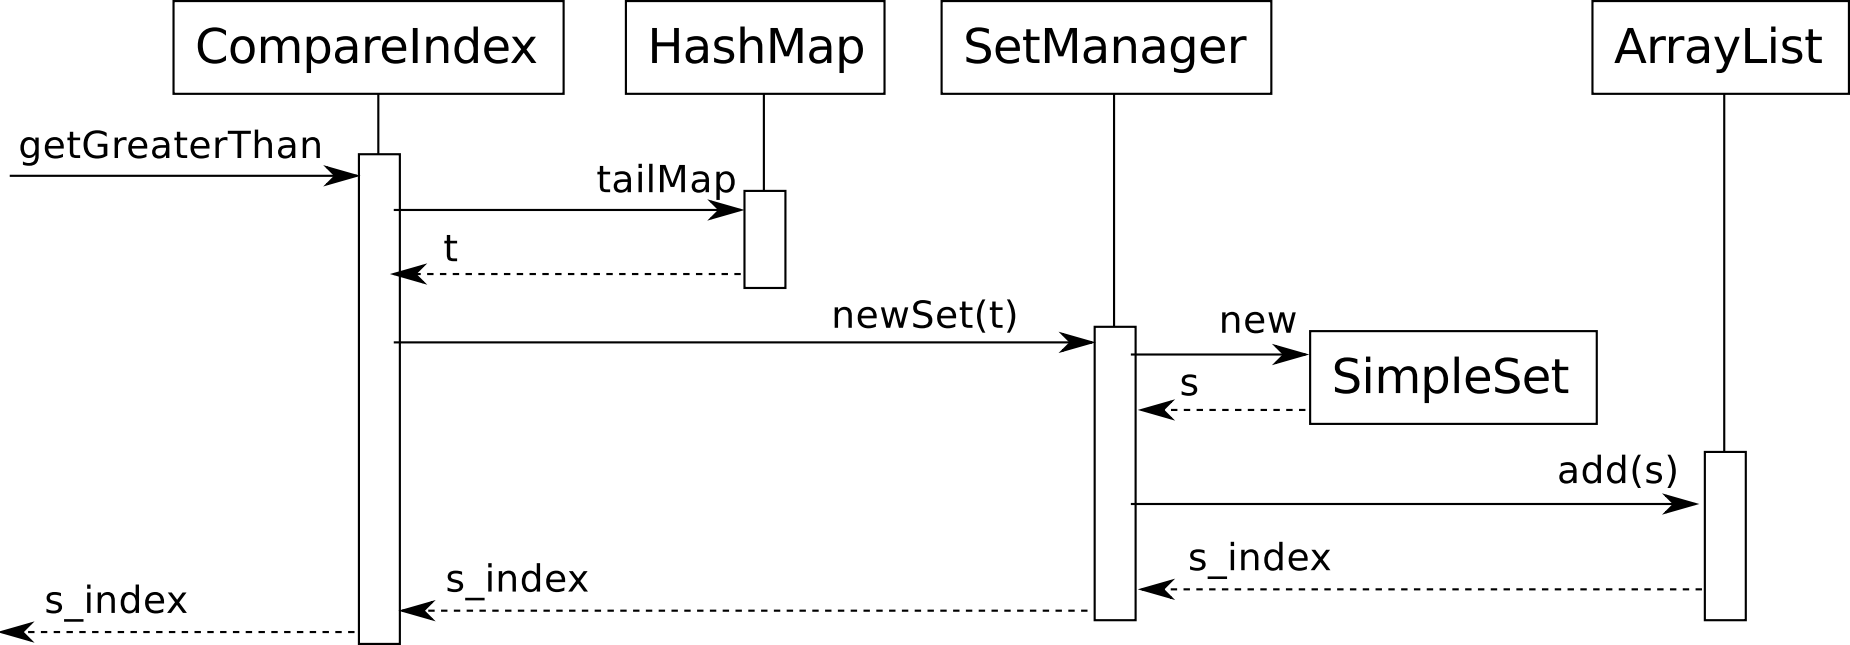 CompareIndex
HashMap
SetManager
ArrayList
getGreaterThan
tailMap
t
newSet(t)
new
SimpleSet
s
add(s)
s_index
s_index
s_index